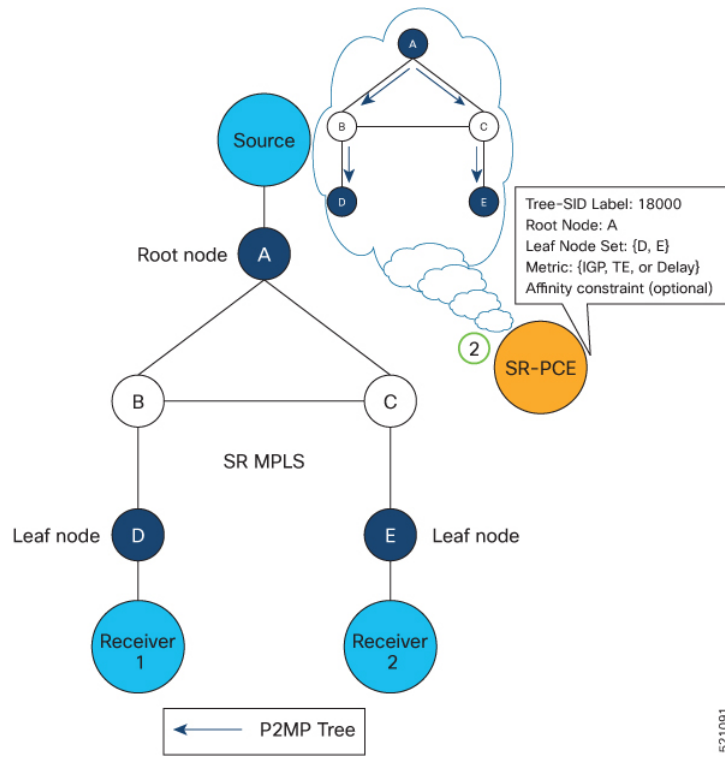 A
B
C
D
E
Source
Tree-SID Label: 18000
Root Node: A
Leaf Node Set: {D, E}
Metric: {IGP, TE, or Delay}
Affinity constraint (optional)
Root node
A
2
SR-PCE
B
C
SR MPLS
Leaf node
D
E
Leaf node
Receiver
1
Receiver
2
P2MP Tree
521091